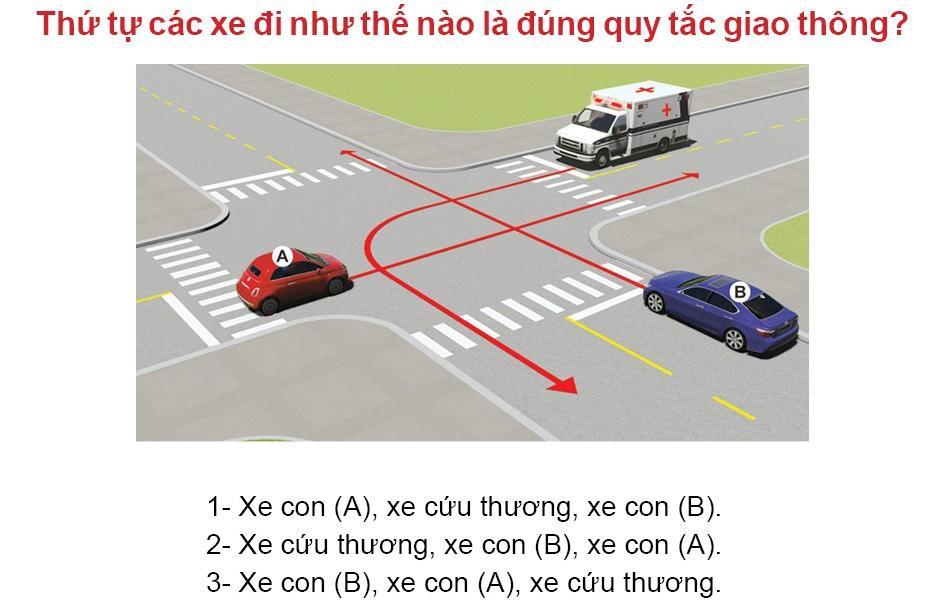 Thứ tự các xe đi như thế nào là đúng quy tắc giao thông?
A
B
1- Xe con (A), xe cứu thương, xe con (B).
2- Xe cứu thương, xe con (B), xe con (A).
3- Xe con (B), xe con (A), xe cứu thương.